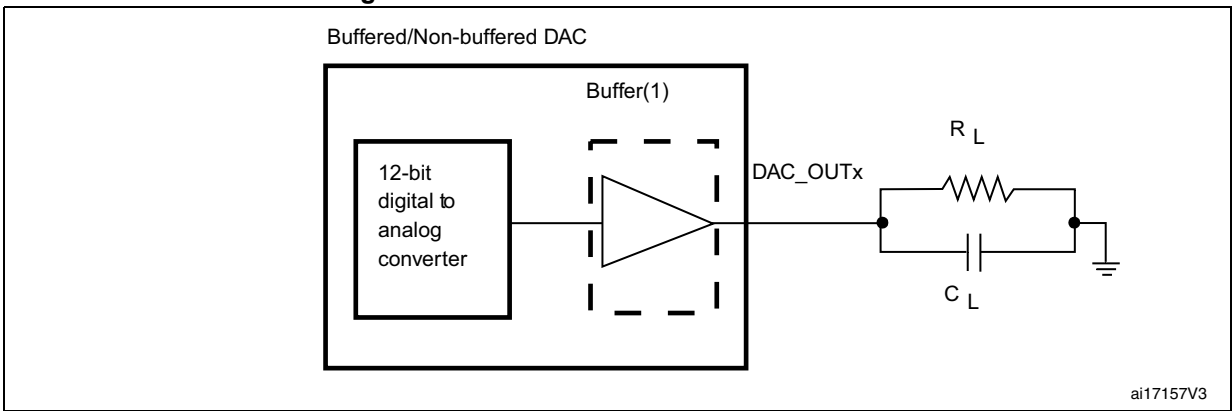 Buffered/Non-buffered DAC
Buffer(1)
12-bit
digital to
analog
converter
DAC_OUTx
R L
C L
ai17157V3